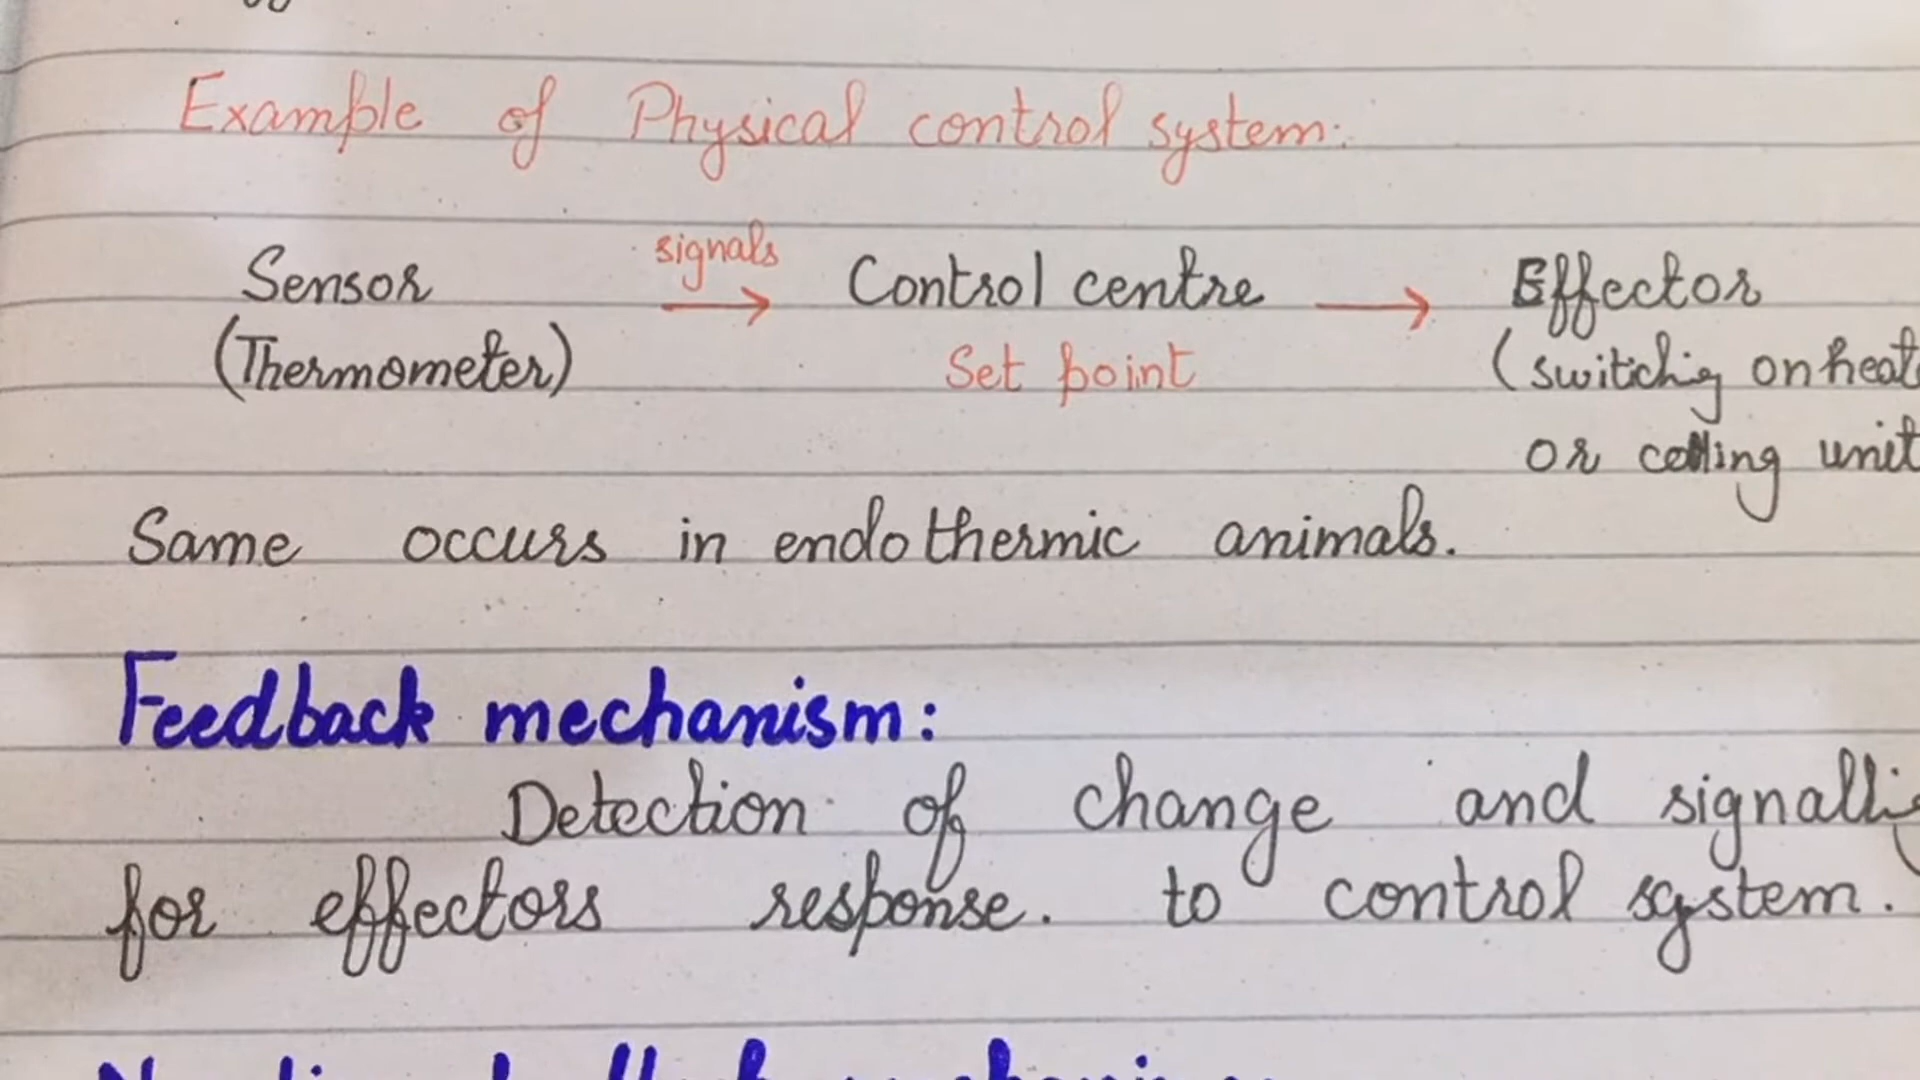 Example of Physical control system:
signals
Sensor → Control centre → Effector
(Thermometer) Set point (switching on heat
or colling unit
Same occurs in endothermic animals.
Feedback mechanism:
Detection of change and signalling
for effectors response. to control system.